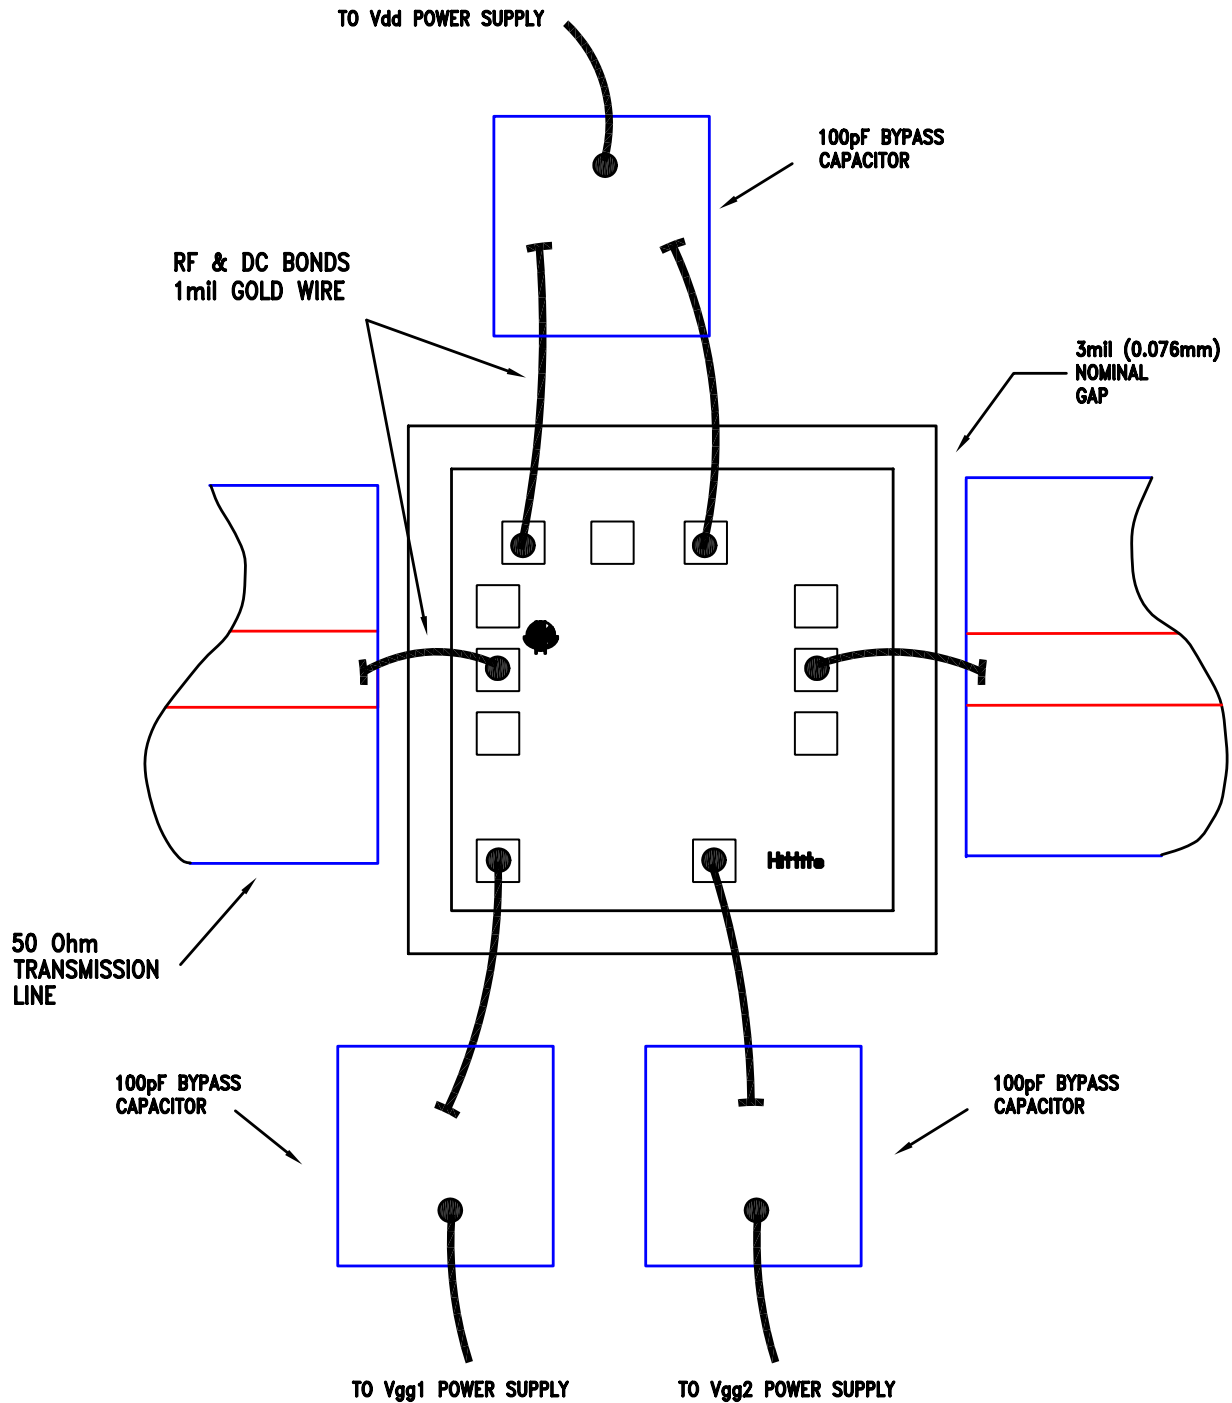 TO Vdd POWER SUPPLY
100pF BYPASS
CAPACITOR
RF & DC BONDS
1mil GOLD WIRE
3mil (0.076mm)
NOMINAL
GAP
50 Ohm
TRANSMISSION
LINE
100pF BYPASS
CAPACITOR
100pF BYPASS
CAPACITOR
TO Vgg1 POWER SUPPLY
TO Vgg2 POWER SUPPLY